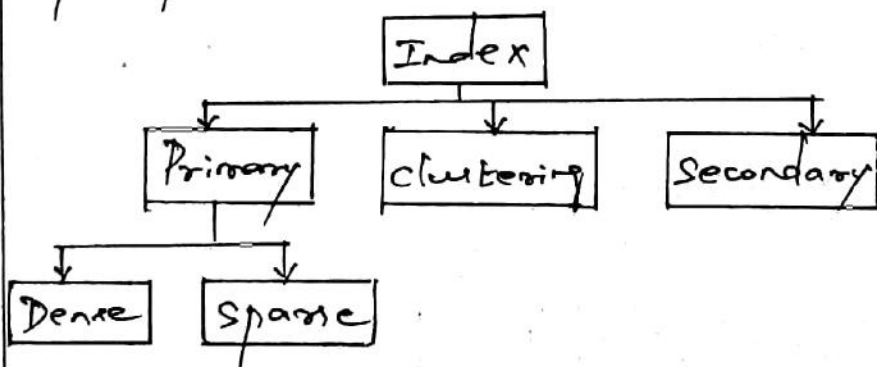 Index
Primary
Clustering
Secondary
Dense
Sparse